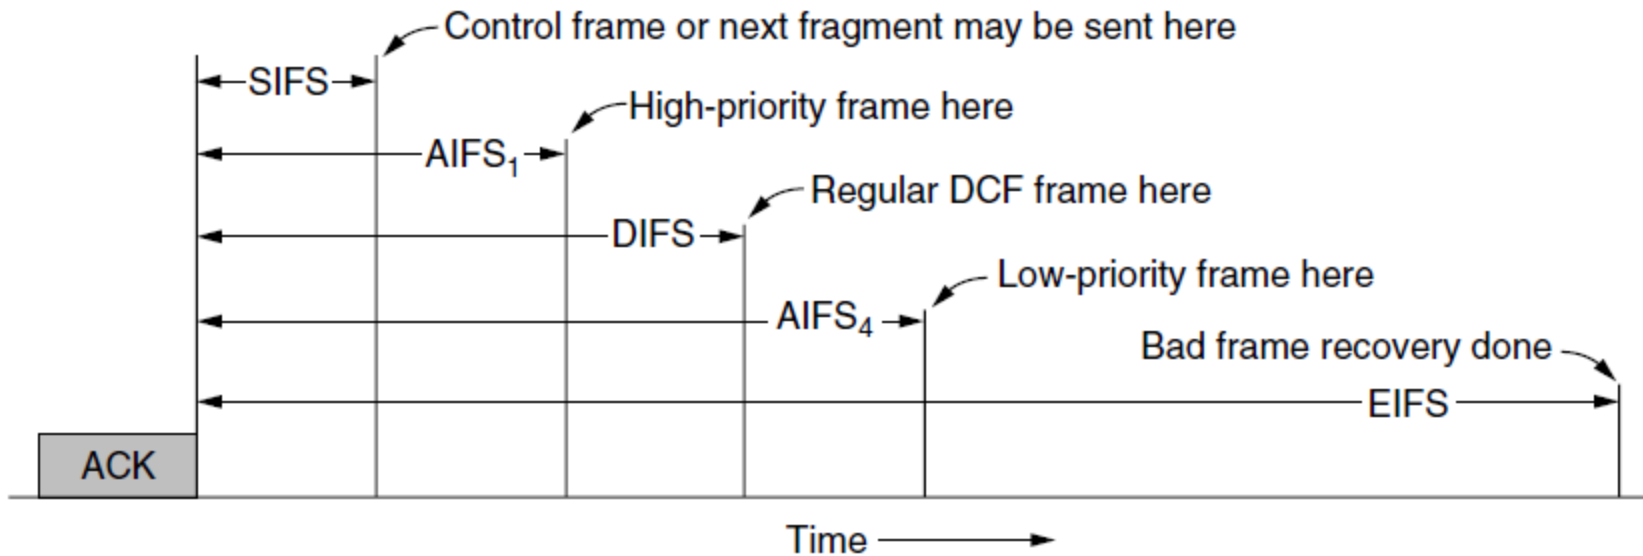 Control frame or next fragment may be sent here
SIFS
High-priority frame here
AIFS₁
Regular DCF frame here
DIFS
Low-priority frame here
AIFS₄
Bad frame recovery done
EIFS
ACK
Time